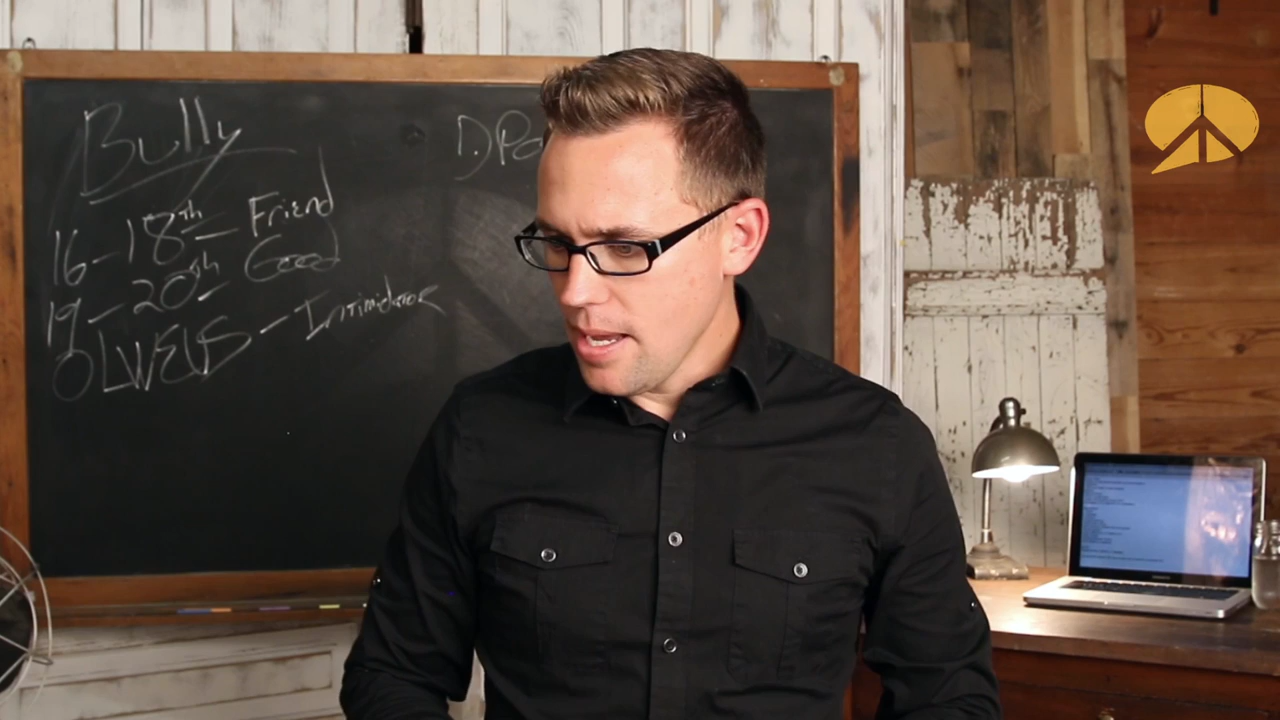 Bully
16-18th - Friend
19-20th - Good
OLWEUS - Intimidator